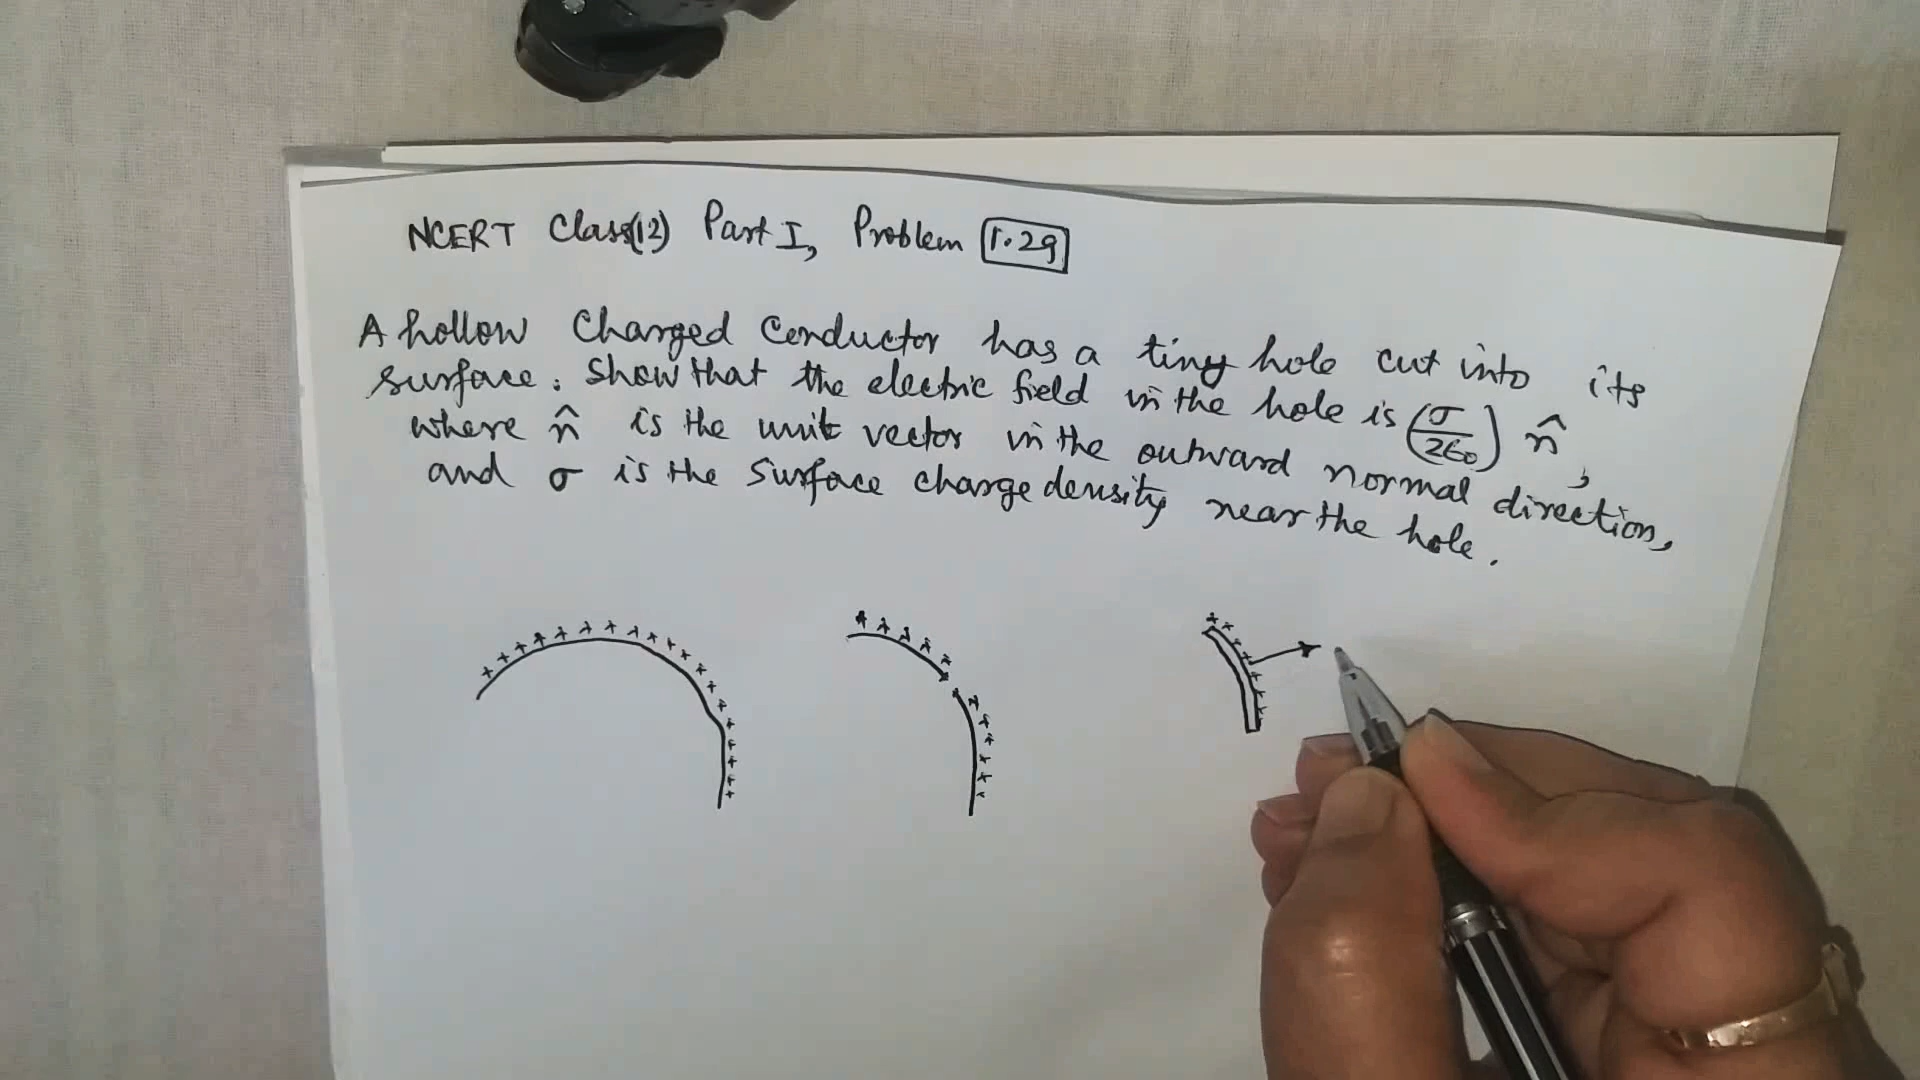 NCERT Class(12) Part I, Problem 1.29
A hollow Charged Conductor has a tiny hole cut into its
surface. Show that the electric field in the hole is (σ/2ϵ₀) n̂,
where n̂ is the unit vector in the outward normal direction,
and σ is the surface charge density near the hole.